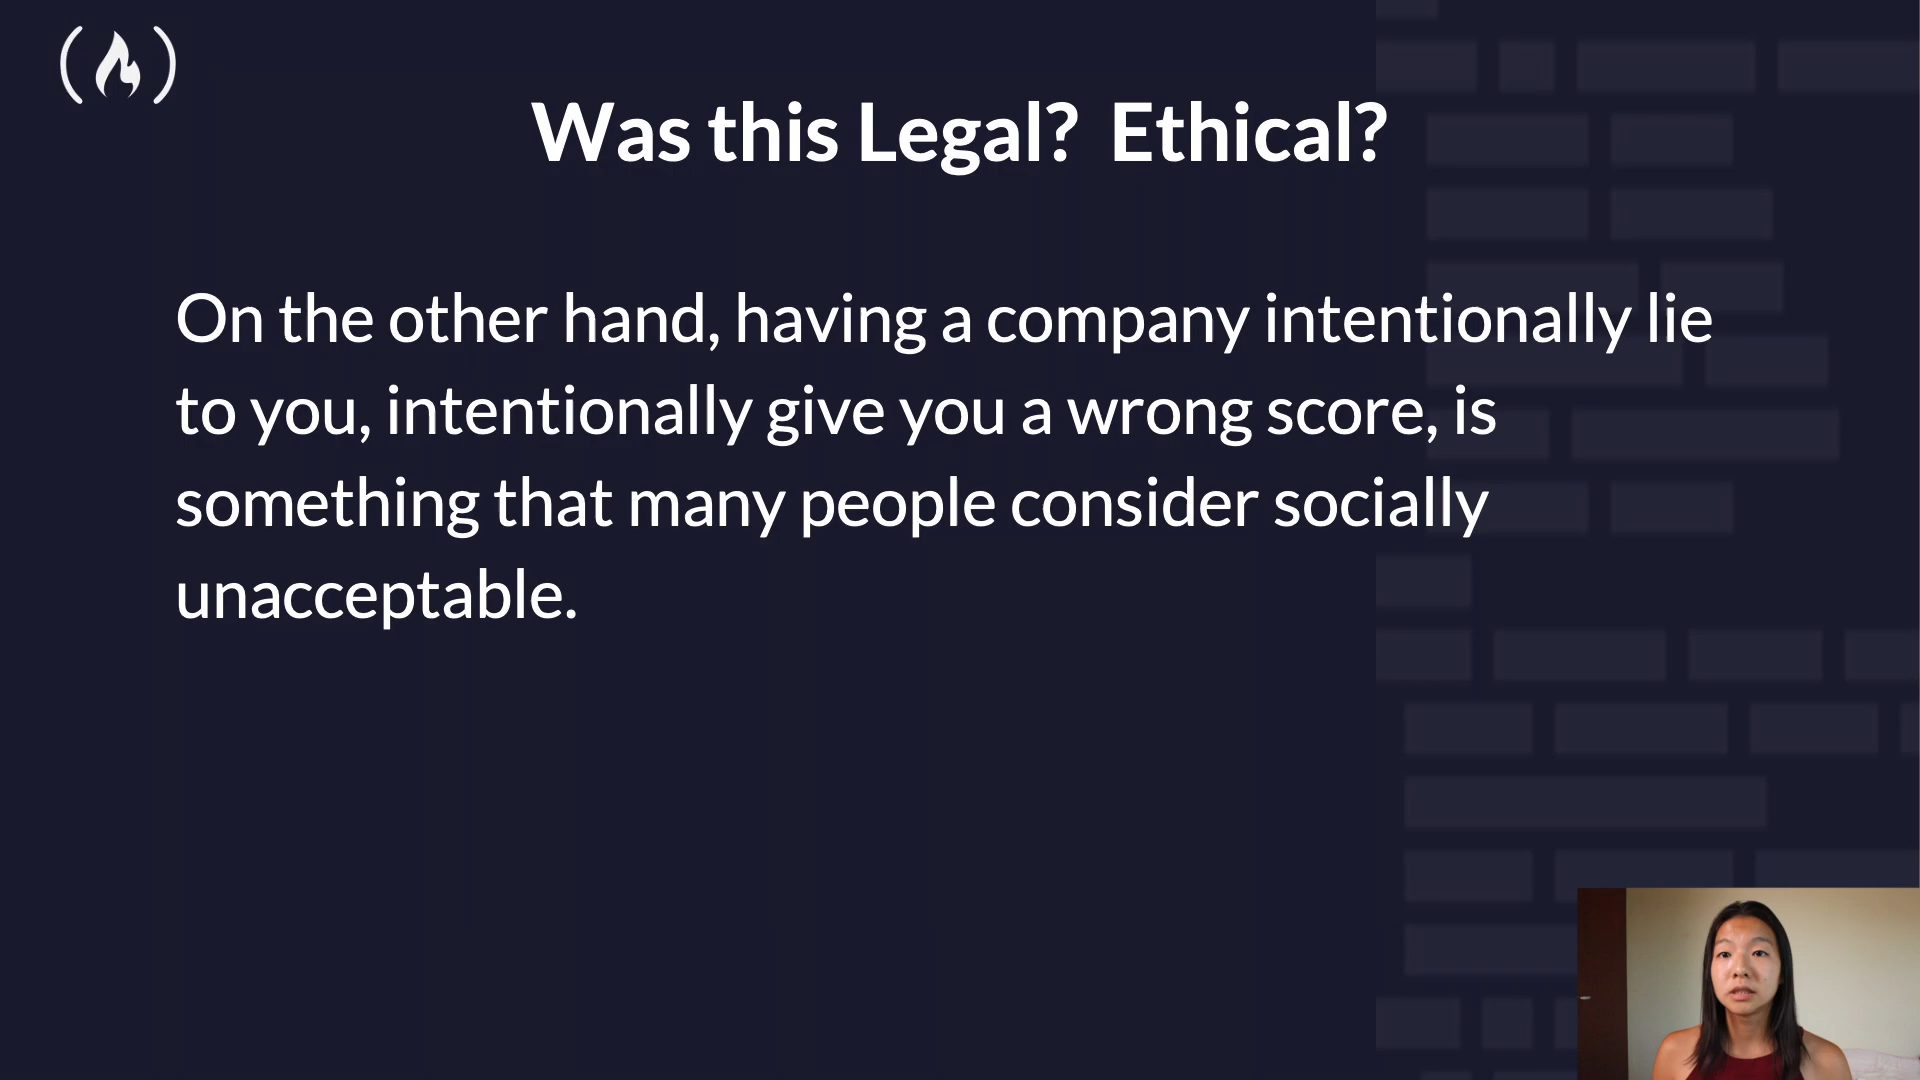 Was this Legal? Ethical?
On the other hand, having a company intentionally lie
to you, intentionally give you a wrong score, is
something that many people consider socially
unacceptable.